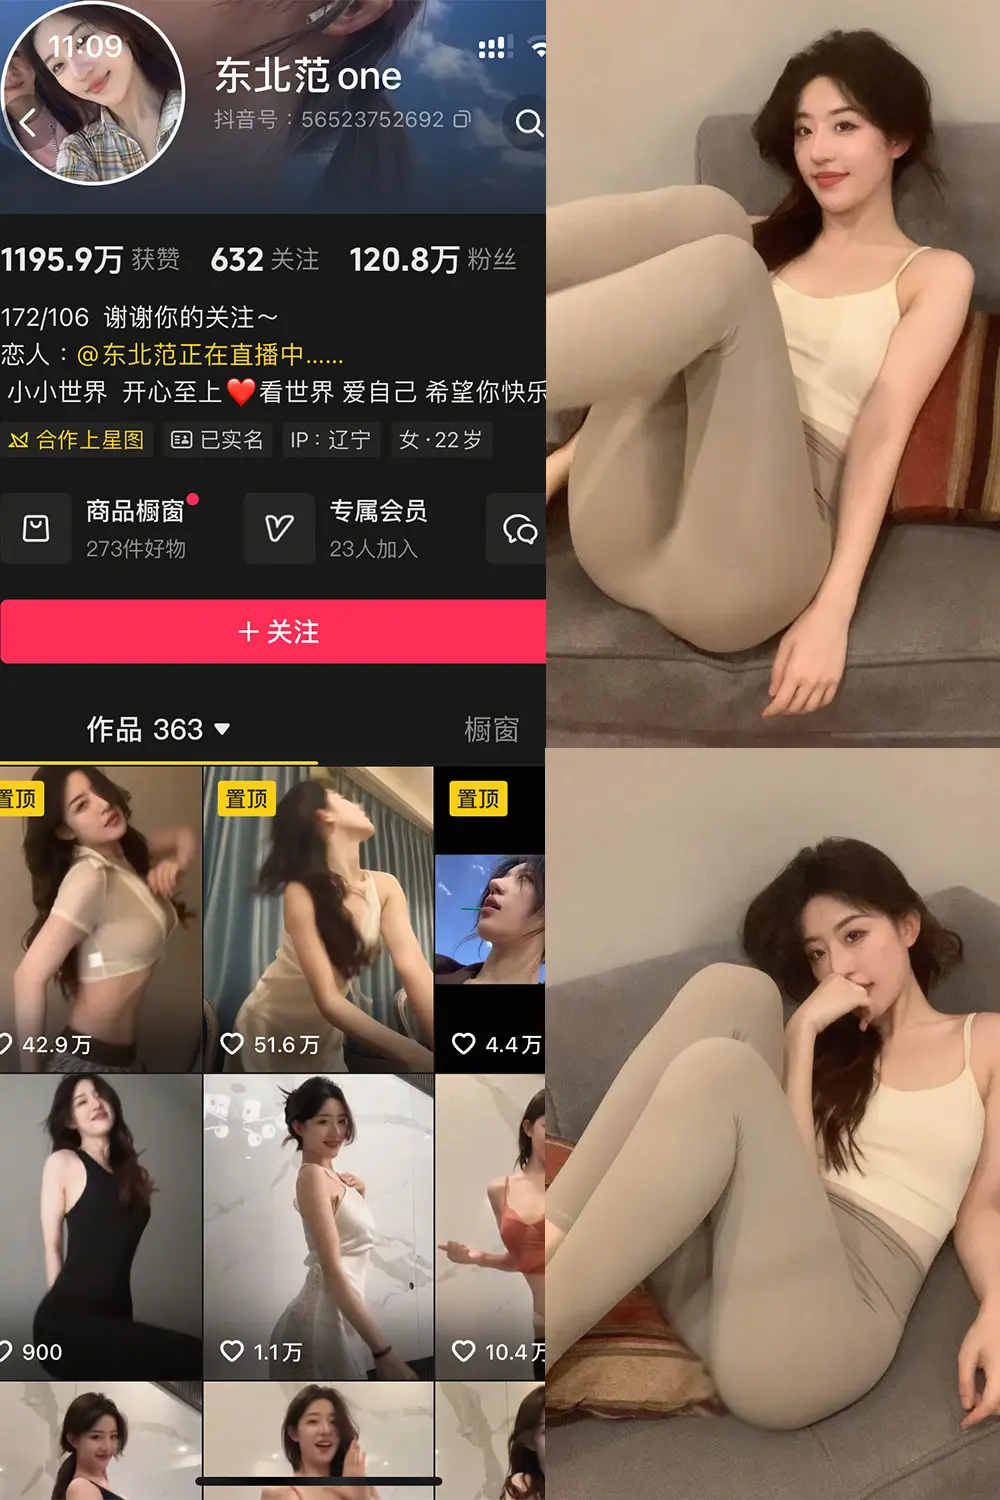 11:09
东北范one
抖音号：56523752692
1195.9万 获赞 632 关注 120.8万 粉丝
172/106 谢谢你的关注～
恋人：@东北范正在直播中......
小小世界 开心至上❤️看世界 爱自己 希望你快乐
合作上星图 已实名 IP：辽宁 女·22岁
商品橱窗 专属会员
273件好物 23人加入
＋关注
作品 363 橱窗
置顶 置顶 置顶
42.9万 51.6万 4.4万
900 1.1万 10.4万